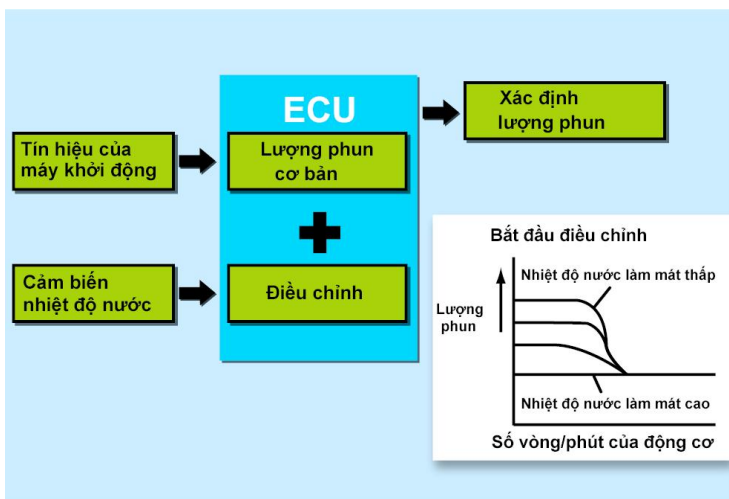 ECU
Xác định
lượng phun
Tín hiệu của
máy khởi động
Lượng phun
cơ bản
Cảm biến
nhiệt độ nước
Điều chỉnh
Bắt đầu điều chỉnh
Nhiệt độ nước làm mát thấp
Lượng
phun
Nhiệt độ nước làm mát cao
Số vòng/phút của động cơ